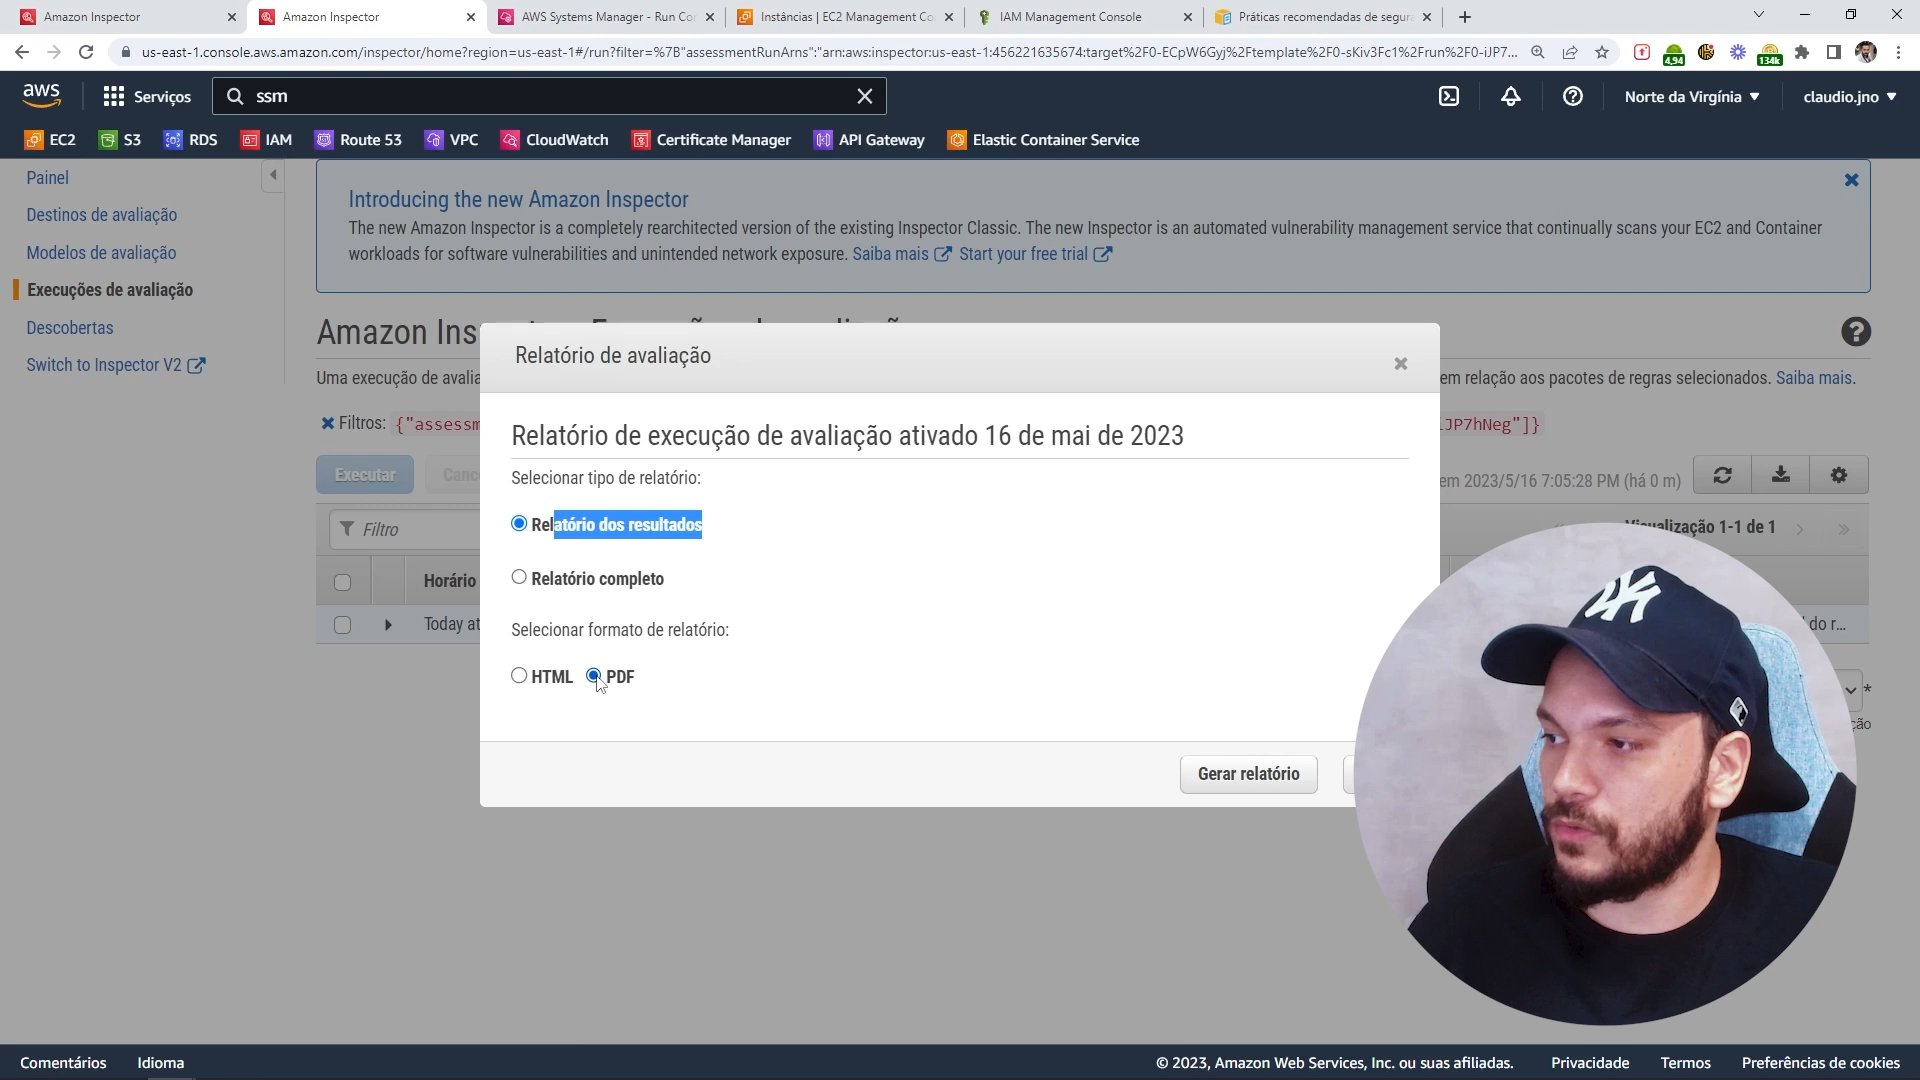 Amazon Inspector
Amazon Inspector
AWS Systems Manager - Run Co
Instâncias | EC2 Management Co
IAM Management Console
Práticas recomendadas de segura
us-east-1.console.aws.amazon.com/inspector/home?region=us-east-1#/run?filter=%7B"assessmentRunArns":"arn:aws:inspector:us-east-1:456221635674:target%2F0-ECpW6Gyj%2Ftemplate%2F0-sKiv3Fc1%2Frun%2F0-iJP7...
4,94
134k
aws
Serviços
ssm
Norte da Virgínia
claudio.jno
EC2
S3
RDS
IAM
Route 53
VPC
CloudWatch
Certificate Manager
API Gateway
Elastic Container Service
Painel
Destinos de avaliação
Modelos de avaliação
Execuções de avaliação
Descobertas
Switch to Inspector V2
Introducing the new Amazon Inspector
The new Amazon Inspector is a completely rearchitected version of the existing Inspector Classic. The new Inspector is an automated vulnerability management service that continually scans your EC2 and Container
workloads for software vulnerabilities and unintended network exposure. Saiba mais Start your free trial
Amazon Ins
Uma execução de avalia
em relação aos pacotes de regras selecionados. Saiba mais.
Filtros: {"assessm
JP7hNeg"]}
Executar
Canc
em 2023/5/16 7:05:28 PM (há 0 m)
Filtro
Visualização 1-1 de 1
Horário
Today at
do r...
*
ção
Relatório de avaliação
Relatório de execução de avaliação ativado 16 de mai de 2023
Selecionar tipo de relatório:
Relatório dos resultados
Relatório completo
Selecionar formato de relatório:
HTML PDF
Gerar relatório
Comentários
Idioma
© 2023, Amazon Web Services, Inc. ou suas afiliadas.
Privacidade
Termos
Preferências de cookies